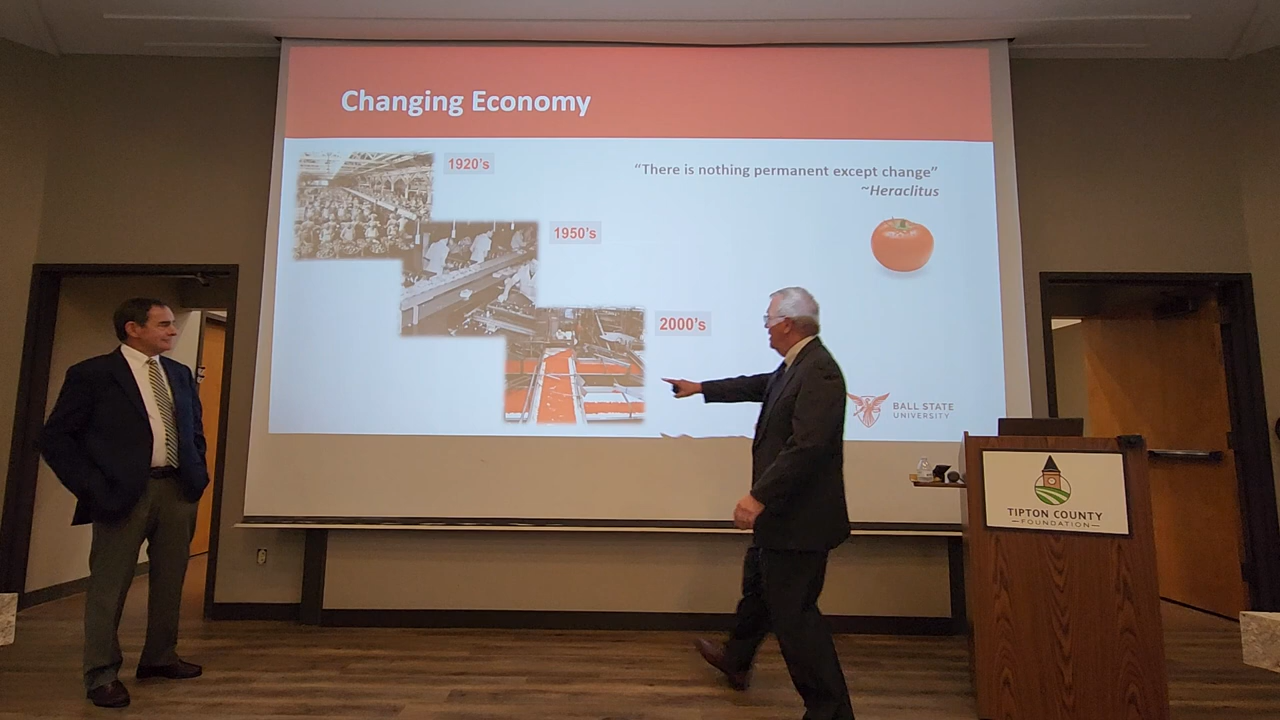 Changing Economy
1920's
"There is nothing permanent except change"
~Heraclitus
1950's
2000's
BALL STATE
UNIVERSITY
TIPTON COUNTY
FOUNDATION